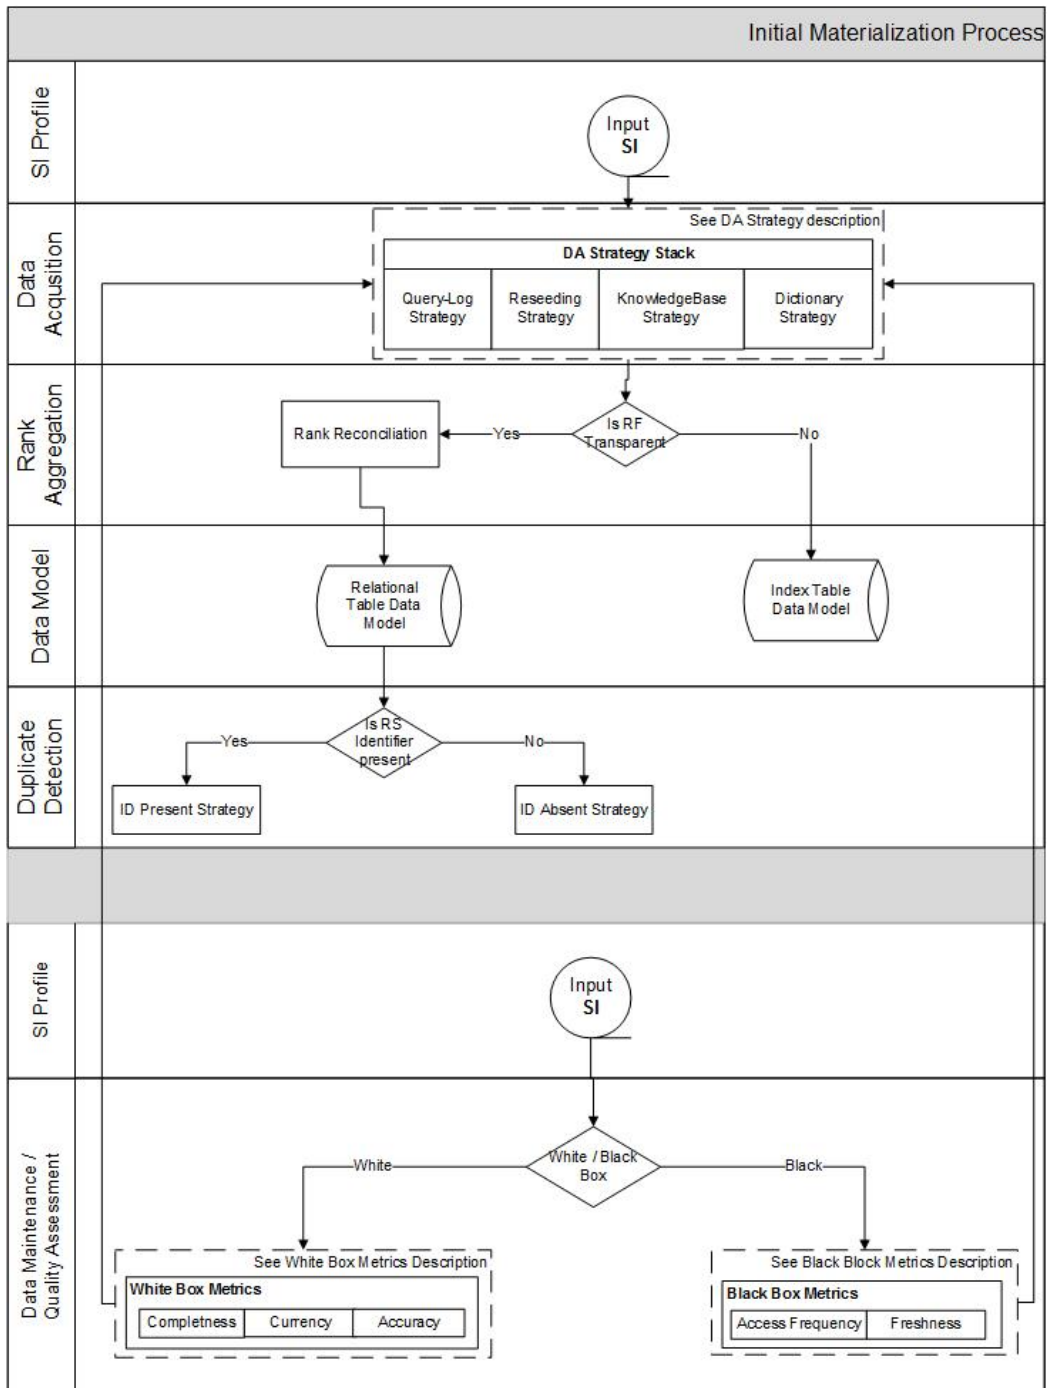 Initial Materialization Process
SI Profile
Input
SI
Data
Acqusition
See DA Strategy description
DA Strategy Stack
Query-Log
Strategy
Reseeding
Strategy
KnowledgeBase
Strategy
Dictionary
Strategy
Rank
Aggregation
Rank Reconciliation
Yes
Is RF
Transparent
No
Data Model
Relational
Table Data
Model
Index Table
Data Model
Duplicate
Detection
Yes
Is RS
Identifier
present
No
ID Present Strategy
ID Absent Strategy
SI Profile
Input
SI
Data Maintenance /
Quality Assessment
White
White / Black
Box
Black
See White Box Metrics Description
White Box Metrics
Completness
Currency
Accuracy
See Black Block Metrics Description
Black Box Metrics
Access Frequency
Freshness